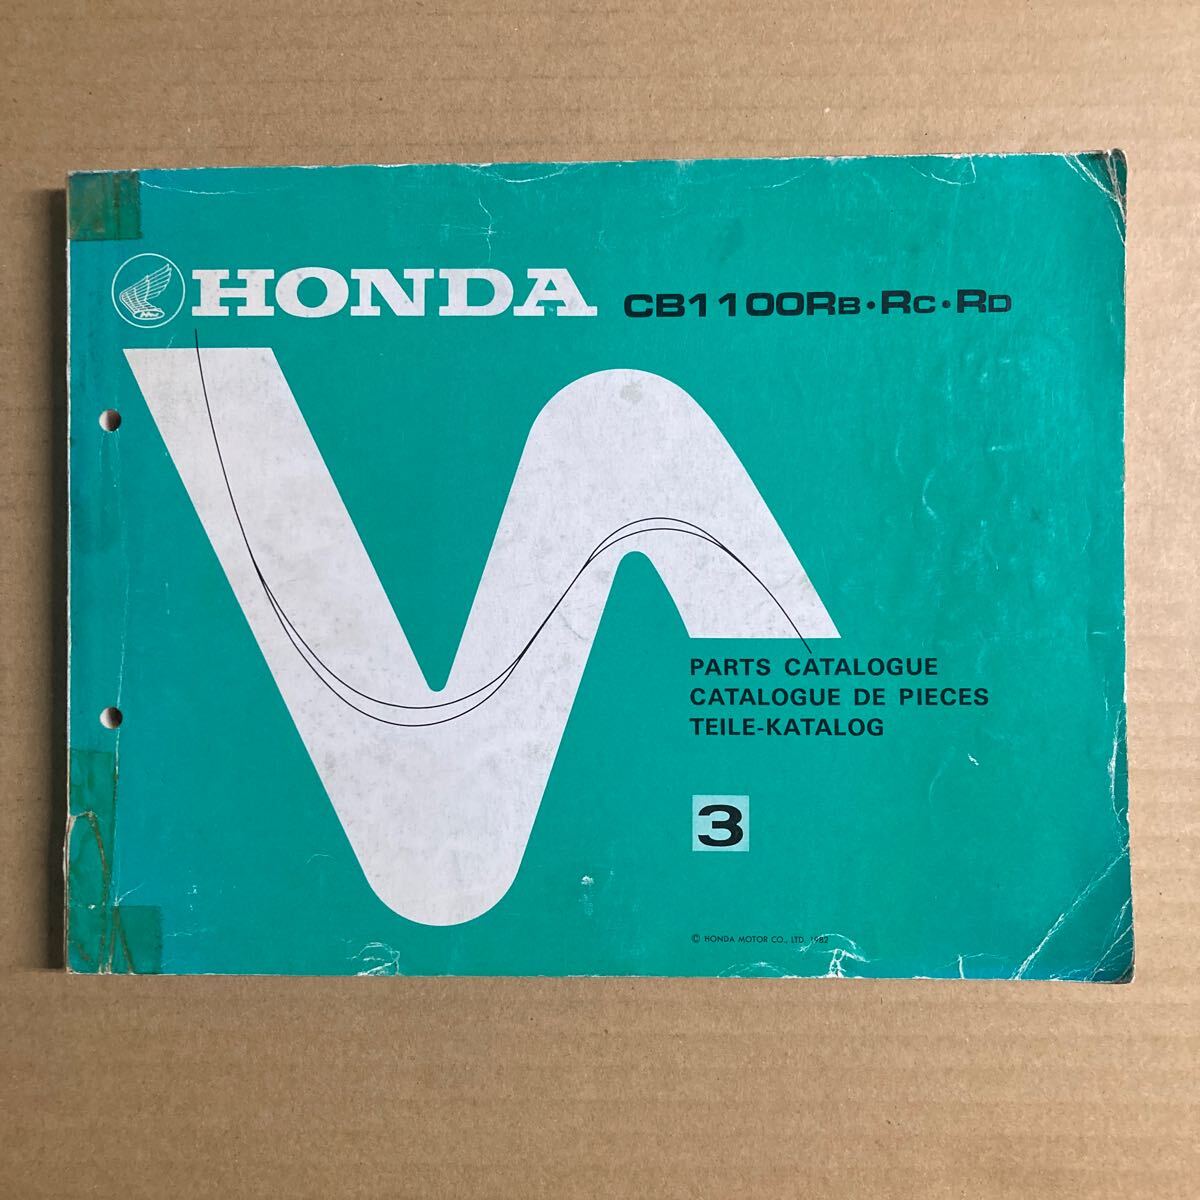 HONDA CB1100RB·RC·RD
PARTS CATALOGUE
CATALOGUE DE PIECES
TEILE-KATALOG
3
© HONDA MOTOR CO., LTD. 1982